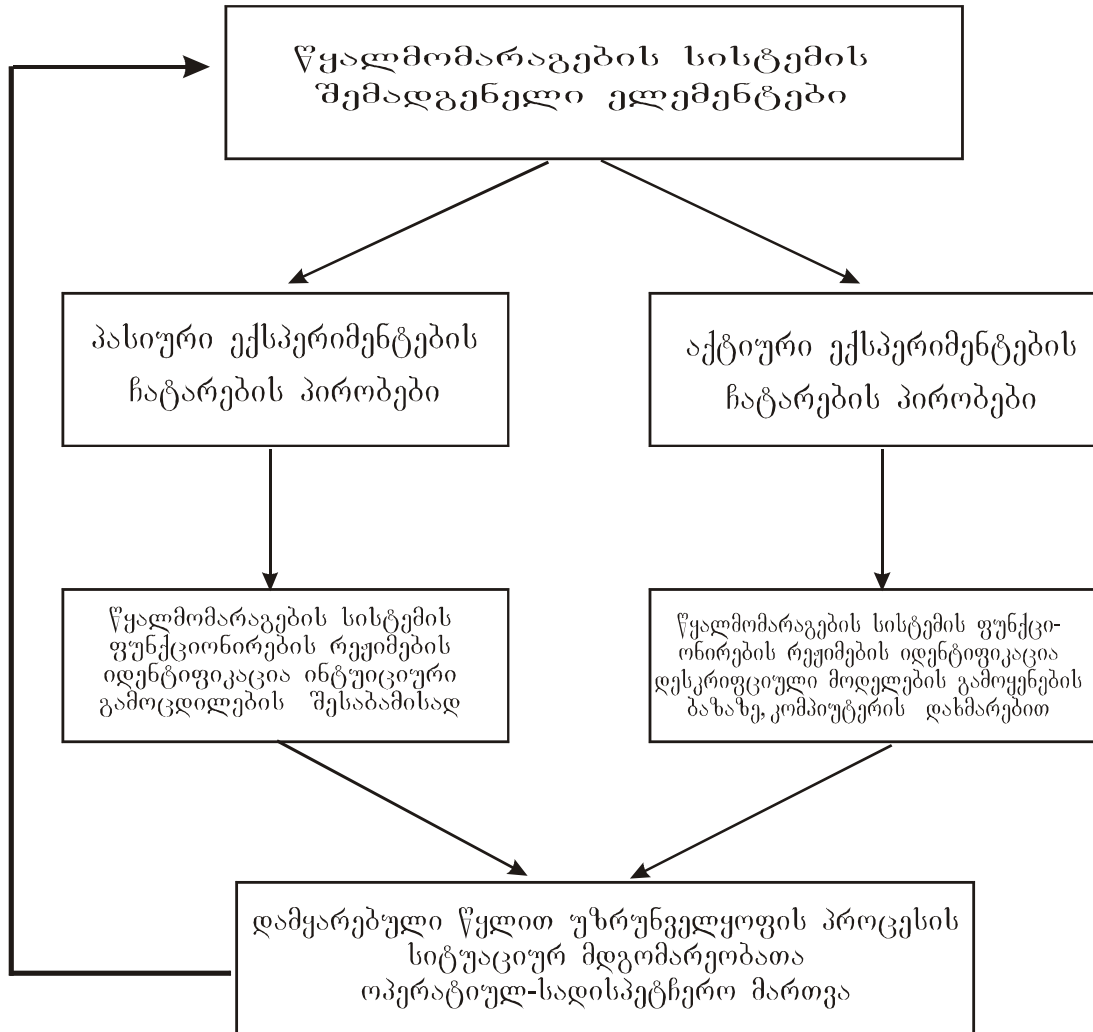 წყალმომარაგების სისტემის
შემადგენელი ელემენტები
პასიური ექსპერიმენტების
ჩატარების პირობები
აქტიური ექსპერიმენტების
ჩატარების პირობები
წყალმომარაგების სისტემის
ფუნქციონირების რეჟიმების
იდენტიფიკაცია ინტუიციური
გამოცდილების შესაბამისად
წყალმომარაგების სისტემის ფუნქცი-
ონირების რეჟიმების იდენტიფიკაცია
დესკრიფციული მოდელების გამოყენების
ბაზაზე, კომპიუტერის დახმარებით
დამყარებული წყლით უზრუნველყოფის პროცესის
სიტუაციურ მდგომარეობათა
ოპერატიულ-სადისპეტჩერო მართვა